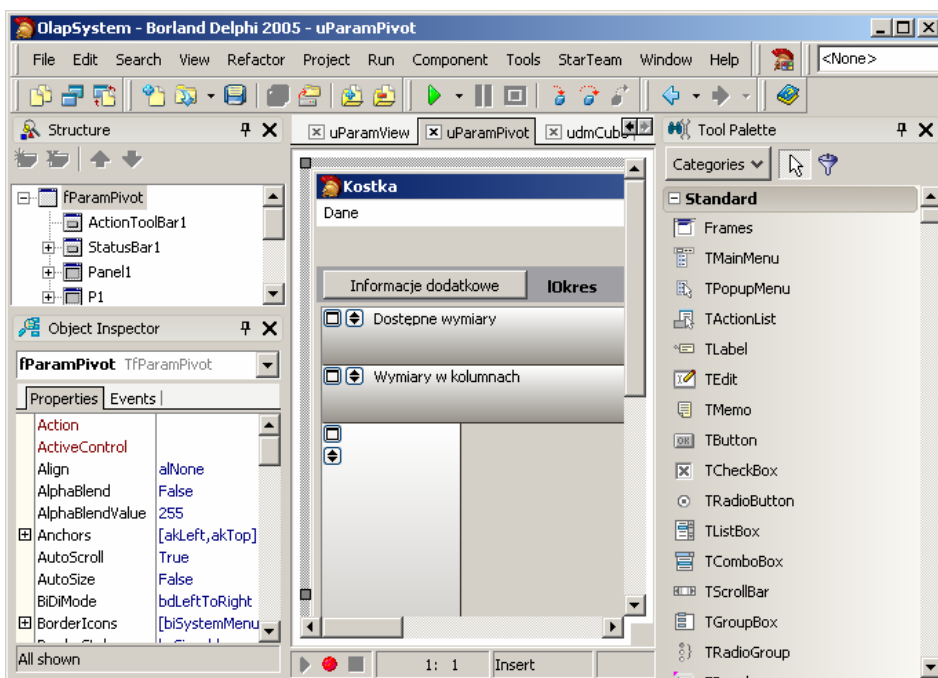 OlapSystem - Borland Delphi 2005 - uParamPivot
File Edit Search View Refactor Project Run Component Tools StarTeam Window Help <None>
Structure
fParamPivot
ActionToolBar1
StatusBar1
Panel1
P1
Object Inspector
fParamPivot TfParamPivot
Properties Events
Action
ActiveControl
Align alNone
AlphaBlend False
AlphaBlendValue 255
Anchors [akLeft,akTop]
AutoScroll True
AutoSize False
BiDiMode bdLeftToRight
BorderIcons [biSystemMenu
All shown
uParamView uParamPivot udmCub
Kostka
Dane
Informacje dodatkowe lOkres
Dostępne wymiary
Wymiary w kolumnach
1: 1 Insert
Tool Palette
Categories
Standard
Frames
TMainMenu
TPopupMenu
TActionList
TLabel
TEdit
TMemo
TButton
TCheckBox
TRadioButton
TListBox
TComboBox
TScrollBar
TGroupBox
TRadioGroup